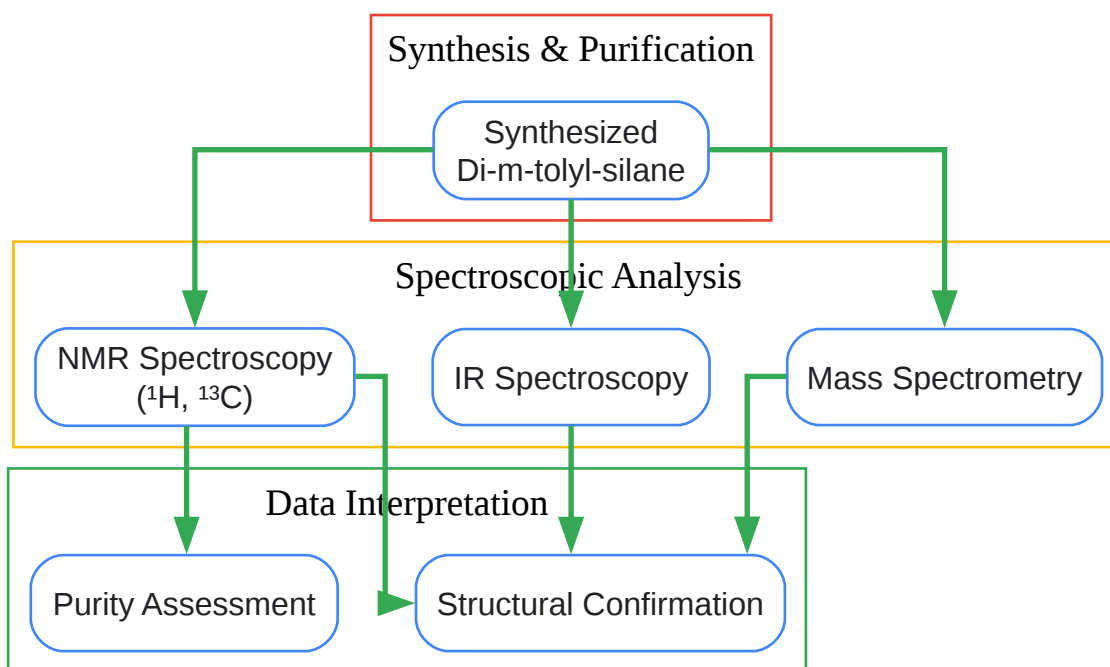 Synthesis & Purification
Synthesized
Di-m-tolyl-silane
Spectroscopic Analysis
NMR Spectroscopy
(¹H, ¹³C)
IR Spectroscopy
Mass Spectrometry
Data Interpretation
Purity Assessment
Structural Confirmation